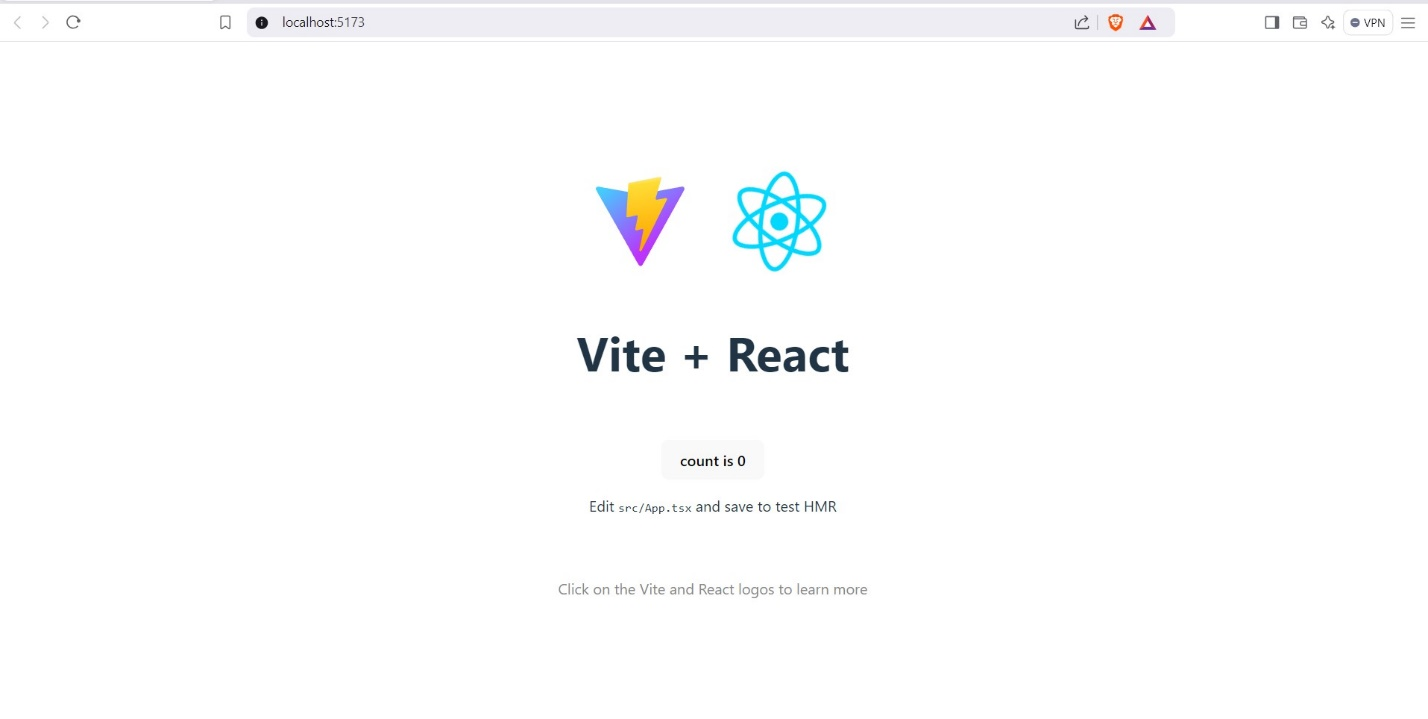 localhost:5173
VPN
Vite + React
count is 0
Edit src/App.tsx and save to test HMR
Click on the Vite and React logos to learn more